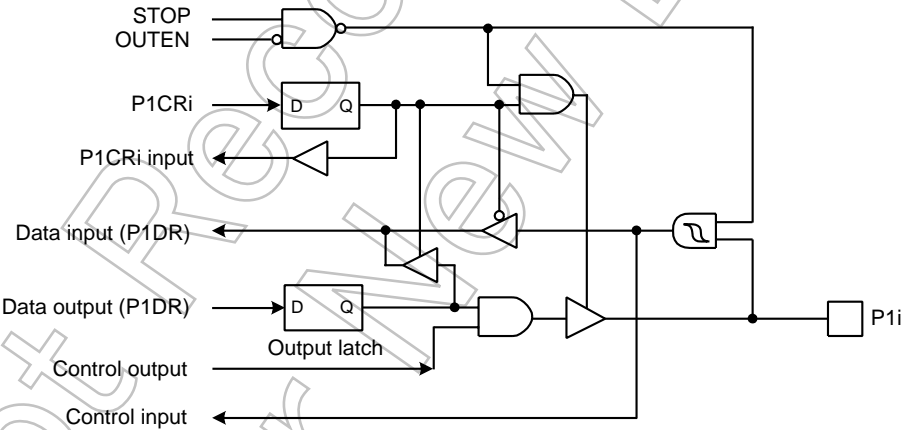 STOP
OUTEN
P1CRi
D Q
P1CRi input
Data input (P1DR)
Data output (P1DR)
D Q
P1i
Output latch
Control output
Control input